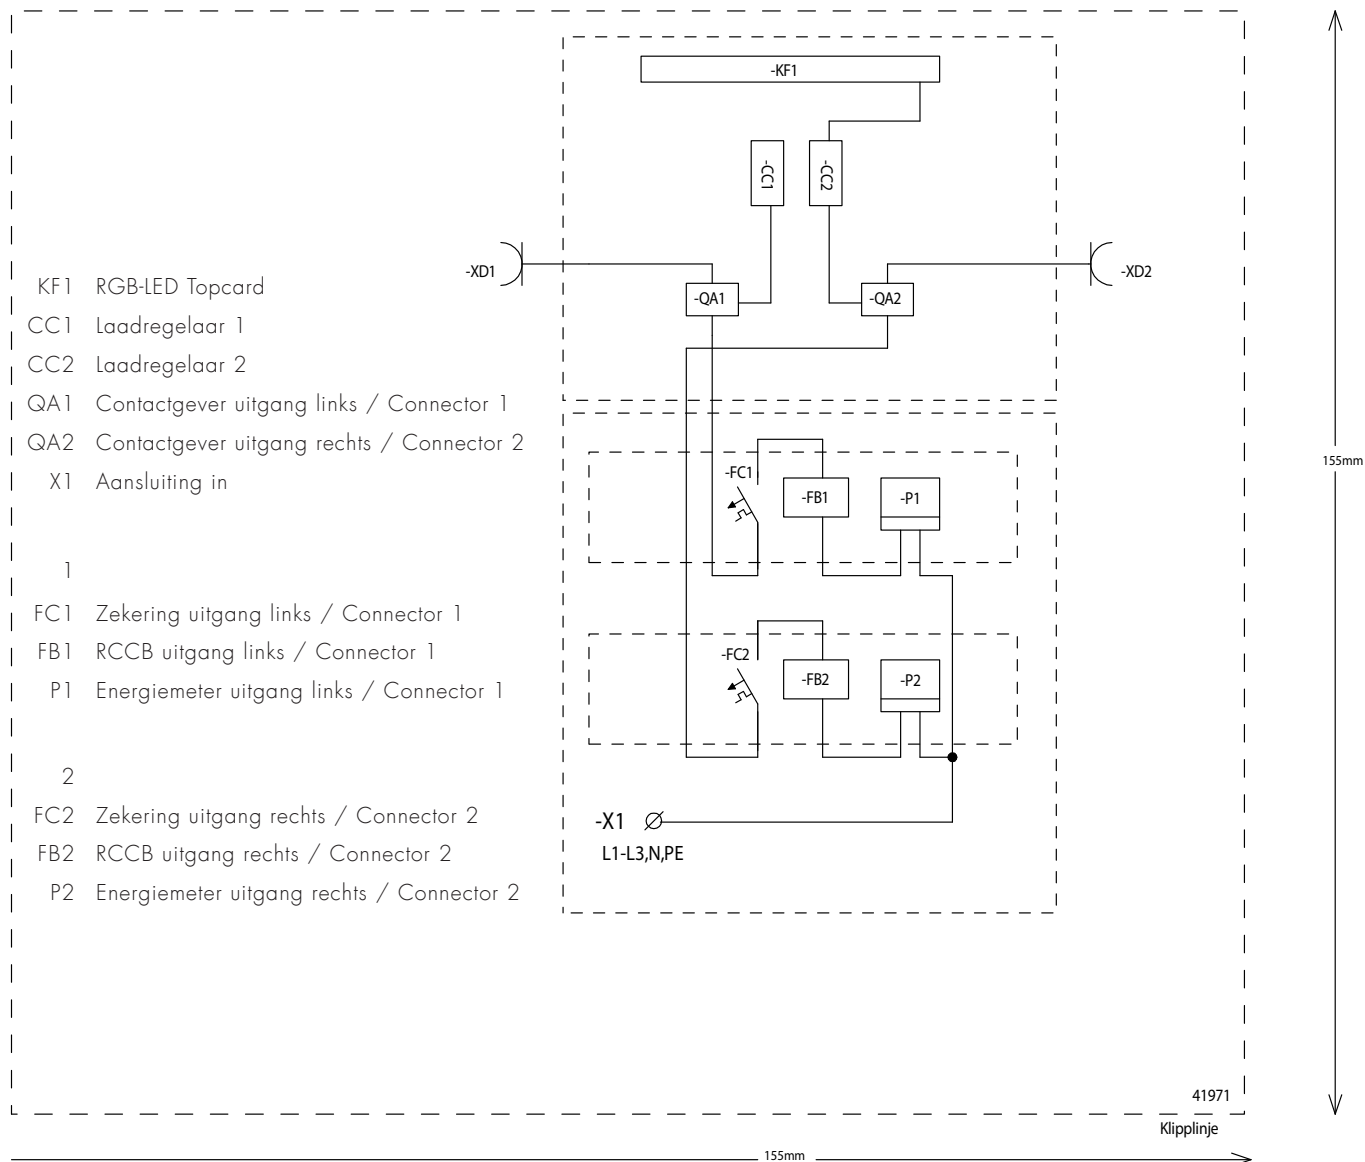 -KF1
-CC1
-CC2
-XD1
-XD2
-QA1
-QA2
KF1 RGB-LED Topcard
CC1 Laadregelaar 1
CC2 Laadregelaar 2
QA1 Contactgever uitgang links / Connector 1
QA2 Contactgever uitgang rechts / Connector 2
X1 Aansluiting in
1
FC1 Zekering uitgang links / Connector 1
FB1 RCCB uitgang links / Connector 1
P1 Energiemeter uitgang links / Connector 1
2
FC2 Zekering uitgang rechts / Connector 2
FB2 RCCB uitgang rechts / Connector 2
P2 Energiemeter uitgang rechts / Connector 2
-FC1
-FB1
-P1
-FC2
-FB2
-P2
-X1
L1-L3,N,PE
155mm
41971
Klipplinje
155mm